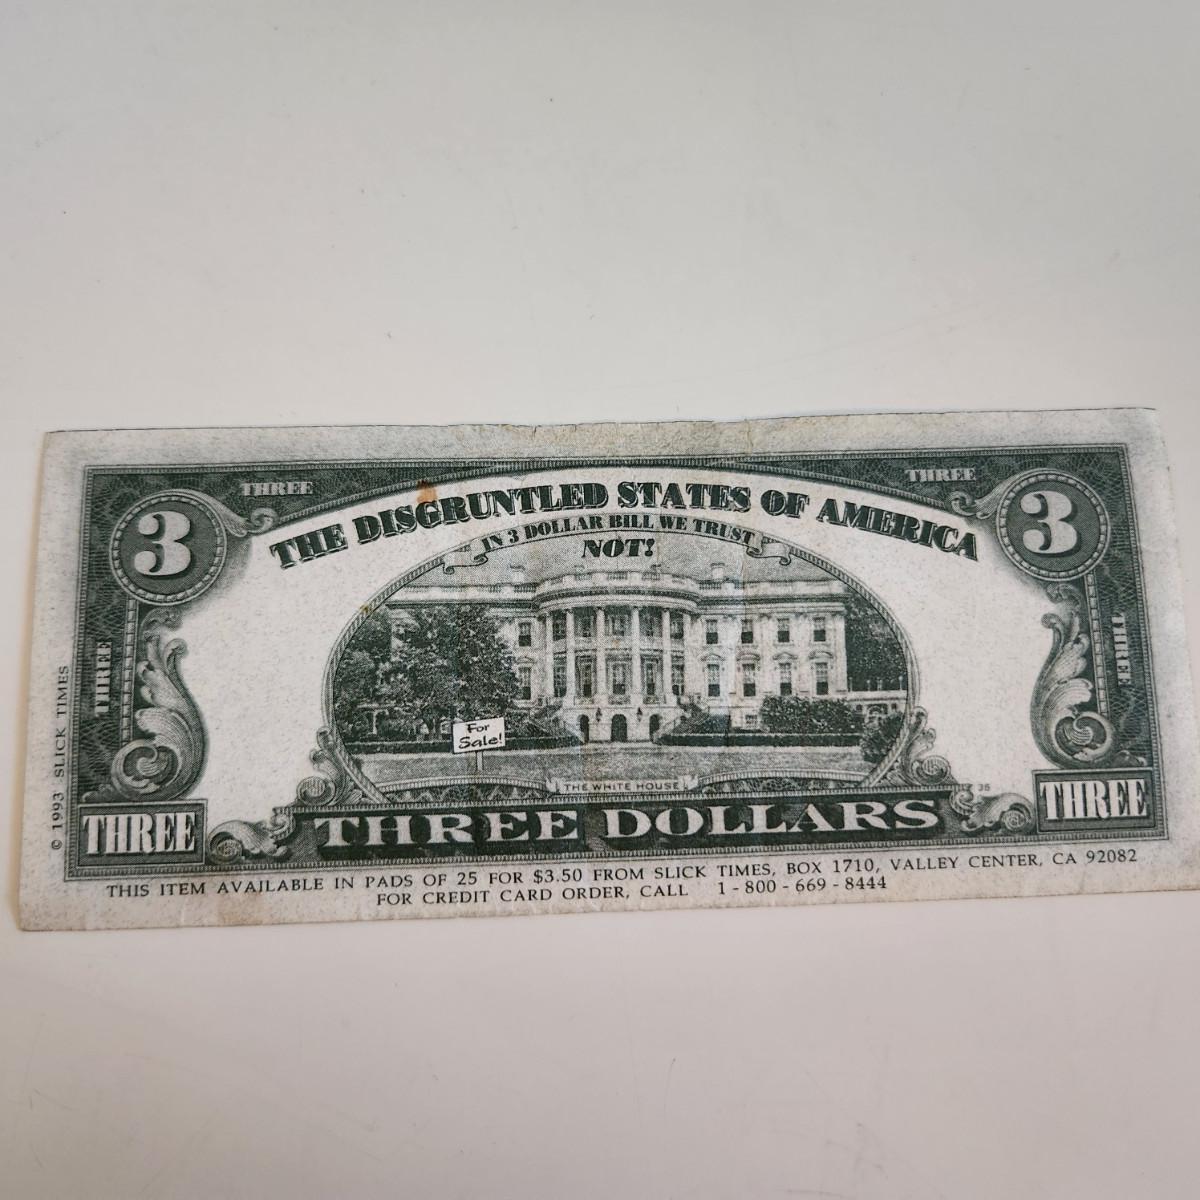 THREE
THREE
3
3
THE DISGRUNTLED STATES OF AMERICA
IN 3 DOLLAR BILL WE TRUST
NOT!
THREE
THREE
For
Sale!
THE WHITE HOUSE
THREE
THREE
THREE DOLLARS
© 1993 SLICK TIMES
THIS ITEM AVAILABLE IN PADS OF 25 FOR $3.50 FROM SLICK TIMES, BOX 1710, VALLEY CENTER, CA 92082
FOR CREDIT CARD ORDER, CALL 1-800-669-8444